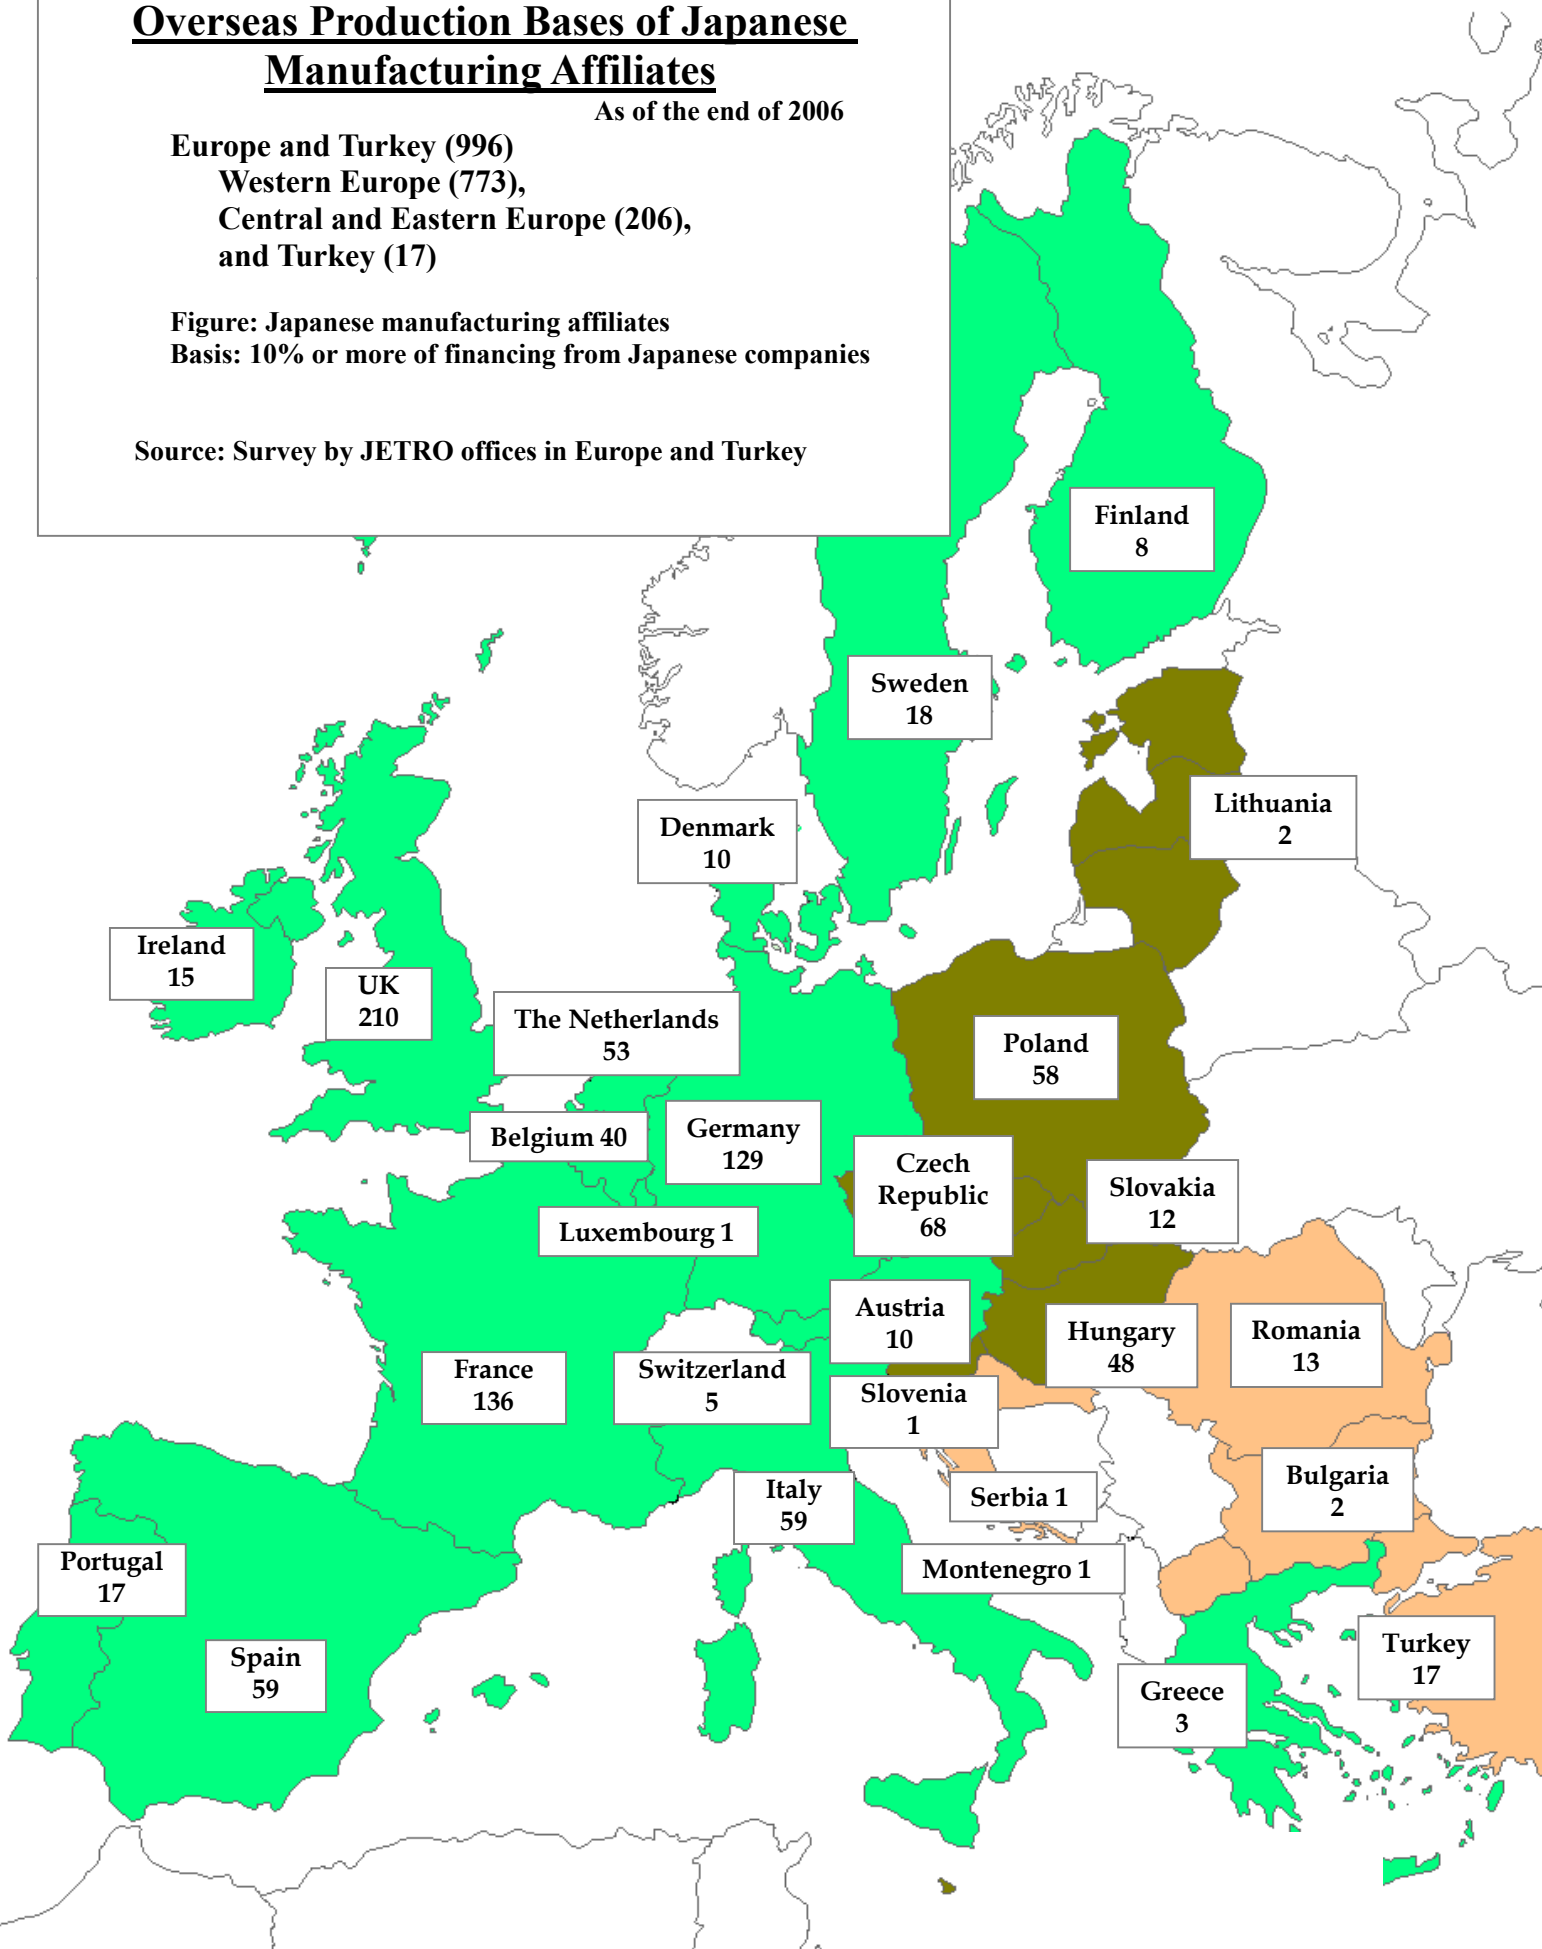 Overseas Production Bases of Japanese
Manufacturing Affiliates
As of the end of 2006
Europe and Turkey (996)
Western Europe (773),
Central and Eastern Europe (206),
and Turkey (17)
Figure: Japanese manufacturing affiliates
Basis: 10% or more of financing from Japanese companies
Source: Survey by JETRO offices in Europe and Turkey
Finland
8
Sweden
18
Lithuania
2
Denmark
10
Ireland
15
UK
210
The Netherlands
53
Poland
58
Belgium 40
Germany
129
Czech
Republic
68
Slovakia
12
Luxembourg 1
Austria
10
Hungary
48
Romania
13
France
136
Switzerland
5
Slovenia
1
Serbia 1
Bulgaria
2
Italy
59
Portugal
17
Montenegro 1
Spain
59
Turkey
17
Greece
3